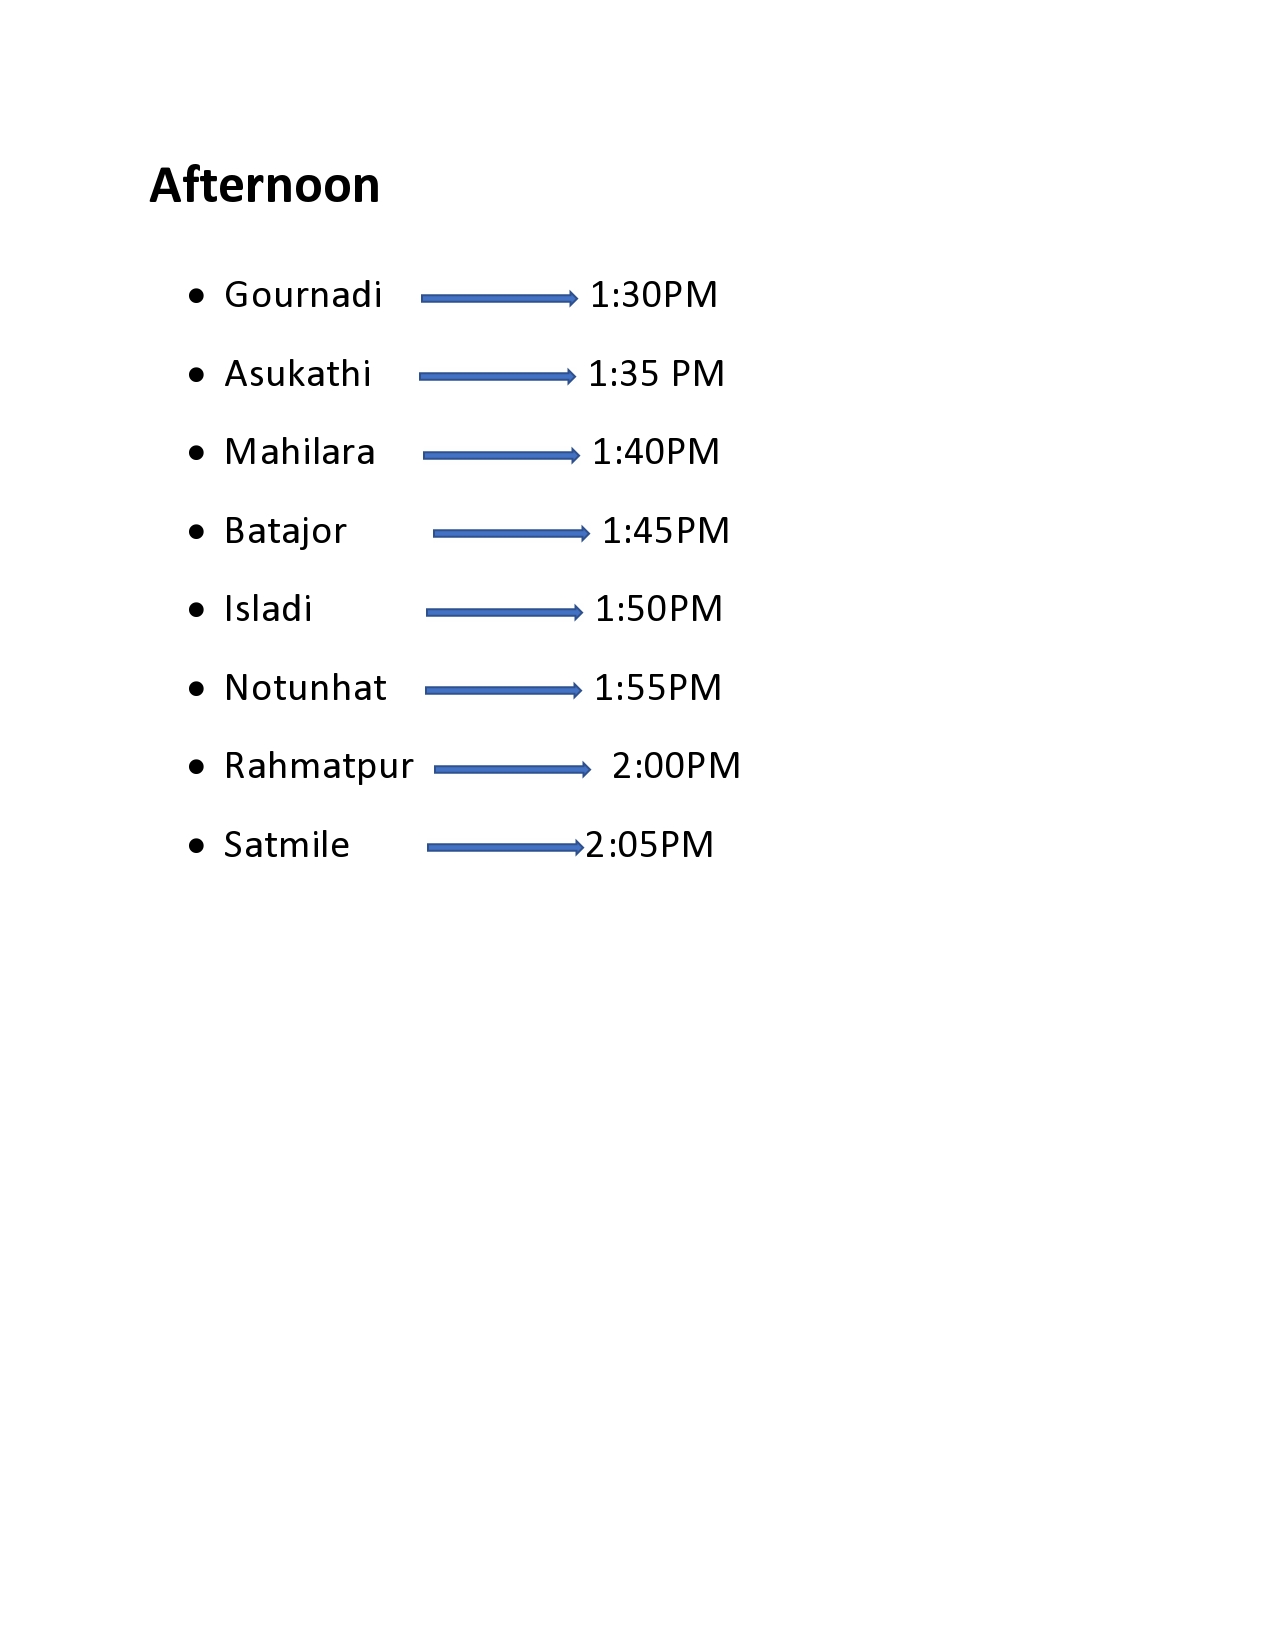 Afternoon
• Gournadi 1:30PM
• Asukathi 1:35 PM
• Mahilara 1:40PM
• Batajor 1:45PM
• Isladi 1:50PM
• Notunhat 1:55PM
• Rahmatpur 2:00PM
• Satmile 2:05PM